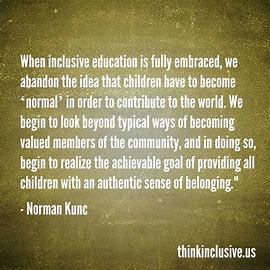 When inclusive education is fully embraced, we
abandon the idea that children have to become
‘normal’ in order to contribute to the world. We
begin to look beyond typical ways of becoming
valued members of the community, and in doing so,
begin to realize the achievable goal of providing all
children with an authentic sense of belonging."
- Norman Kunc
thinkinclusive.us